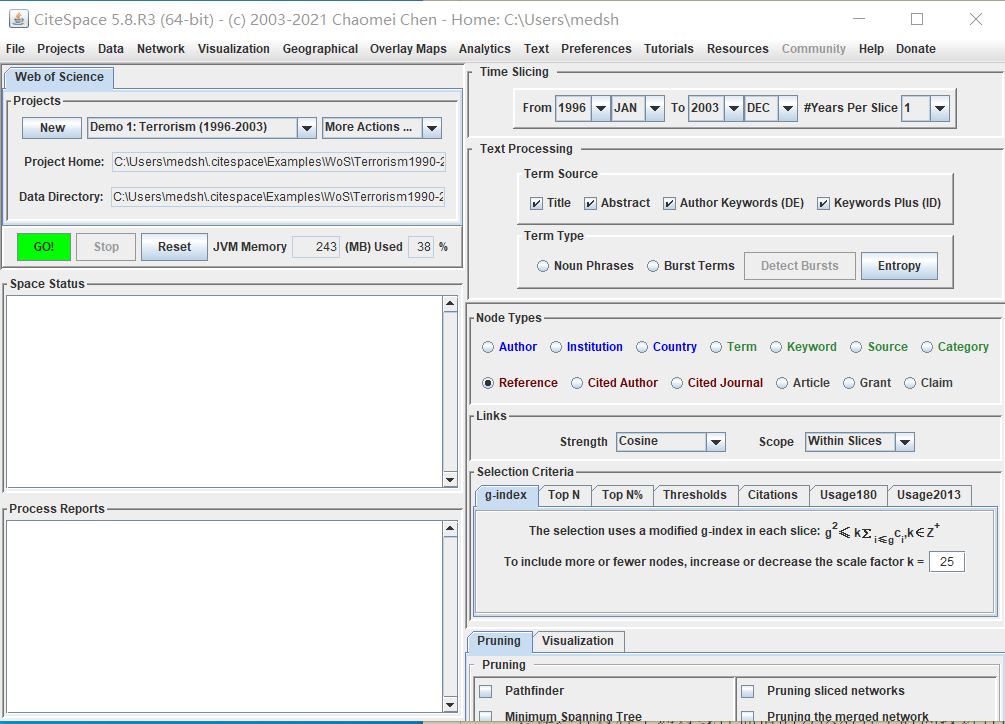 CiteSpace 5.8.R3 (64-bit) - (c) 2003-2021 Chaomei Chen - Home: C:\Users\medsh
File Projects Data Network Visualization Geographical Overlay Maps Analytics Text Preferences Tutorials Resources Community Help Donate
Web of Science
Projects
New Demo 1: Terrorism (1996-2003) More Actions ...
Project Home: C:\Users\medsh\.citespace\Examples\WoS\Terrorism1990-2
Data Directory: C:\Users\medsh\.citespace\Examples\WoS\Terrorism1990-2
GO! Stop Reset JVM Memory 243 (MB) Used 38 %
Space Status
Process Reports
Time Slicing
From 1996 JAN To 2003 DEC #Years Per Slice 1
Text Processing
Term Source
Title Abstract Author Keywords (DE) Keywords Plus (ID)
Term Type
Noun Phrases Burst Terms Detect Bursts Entropy
Node Types
Author Institution Country Term Keyword Source Category
Reference Cited Author Cited Journal Article Grant Claim
Links
Strength Cosine Scope Within Slices
Selection Criteria
g-index Top N Top N% Thresholds Citations Usage180 Usage2013
The selection uses a modified g-index in each slice: g² ⩽ kΣ i⩽g cᵢ, k∈Z⁺
To include more or fewer nodes, increase or decrease the scale factor k = 25
Pruning Visualization
Pruning
Pathfinder Pruning sliced networks
Minimum Spanning Tree Pruning the merged network